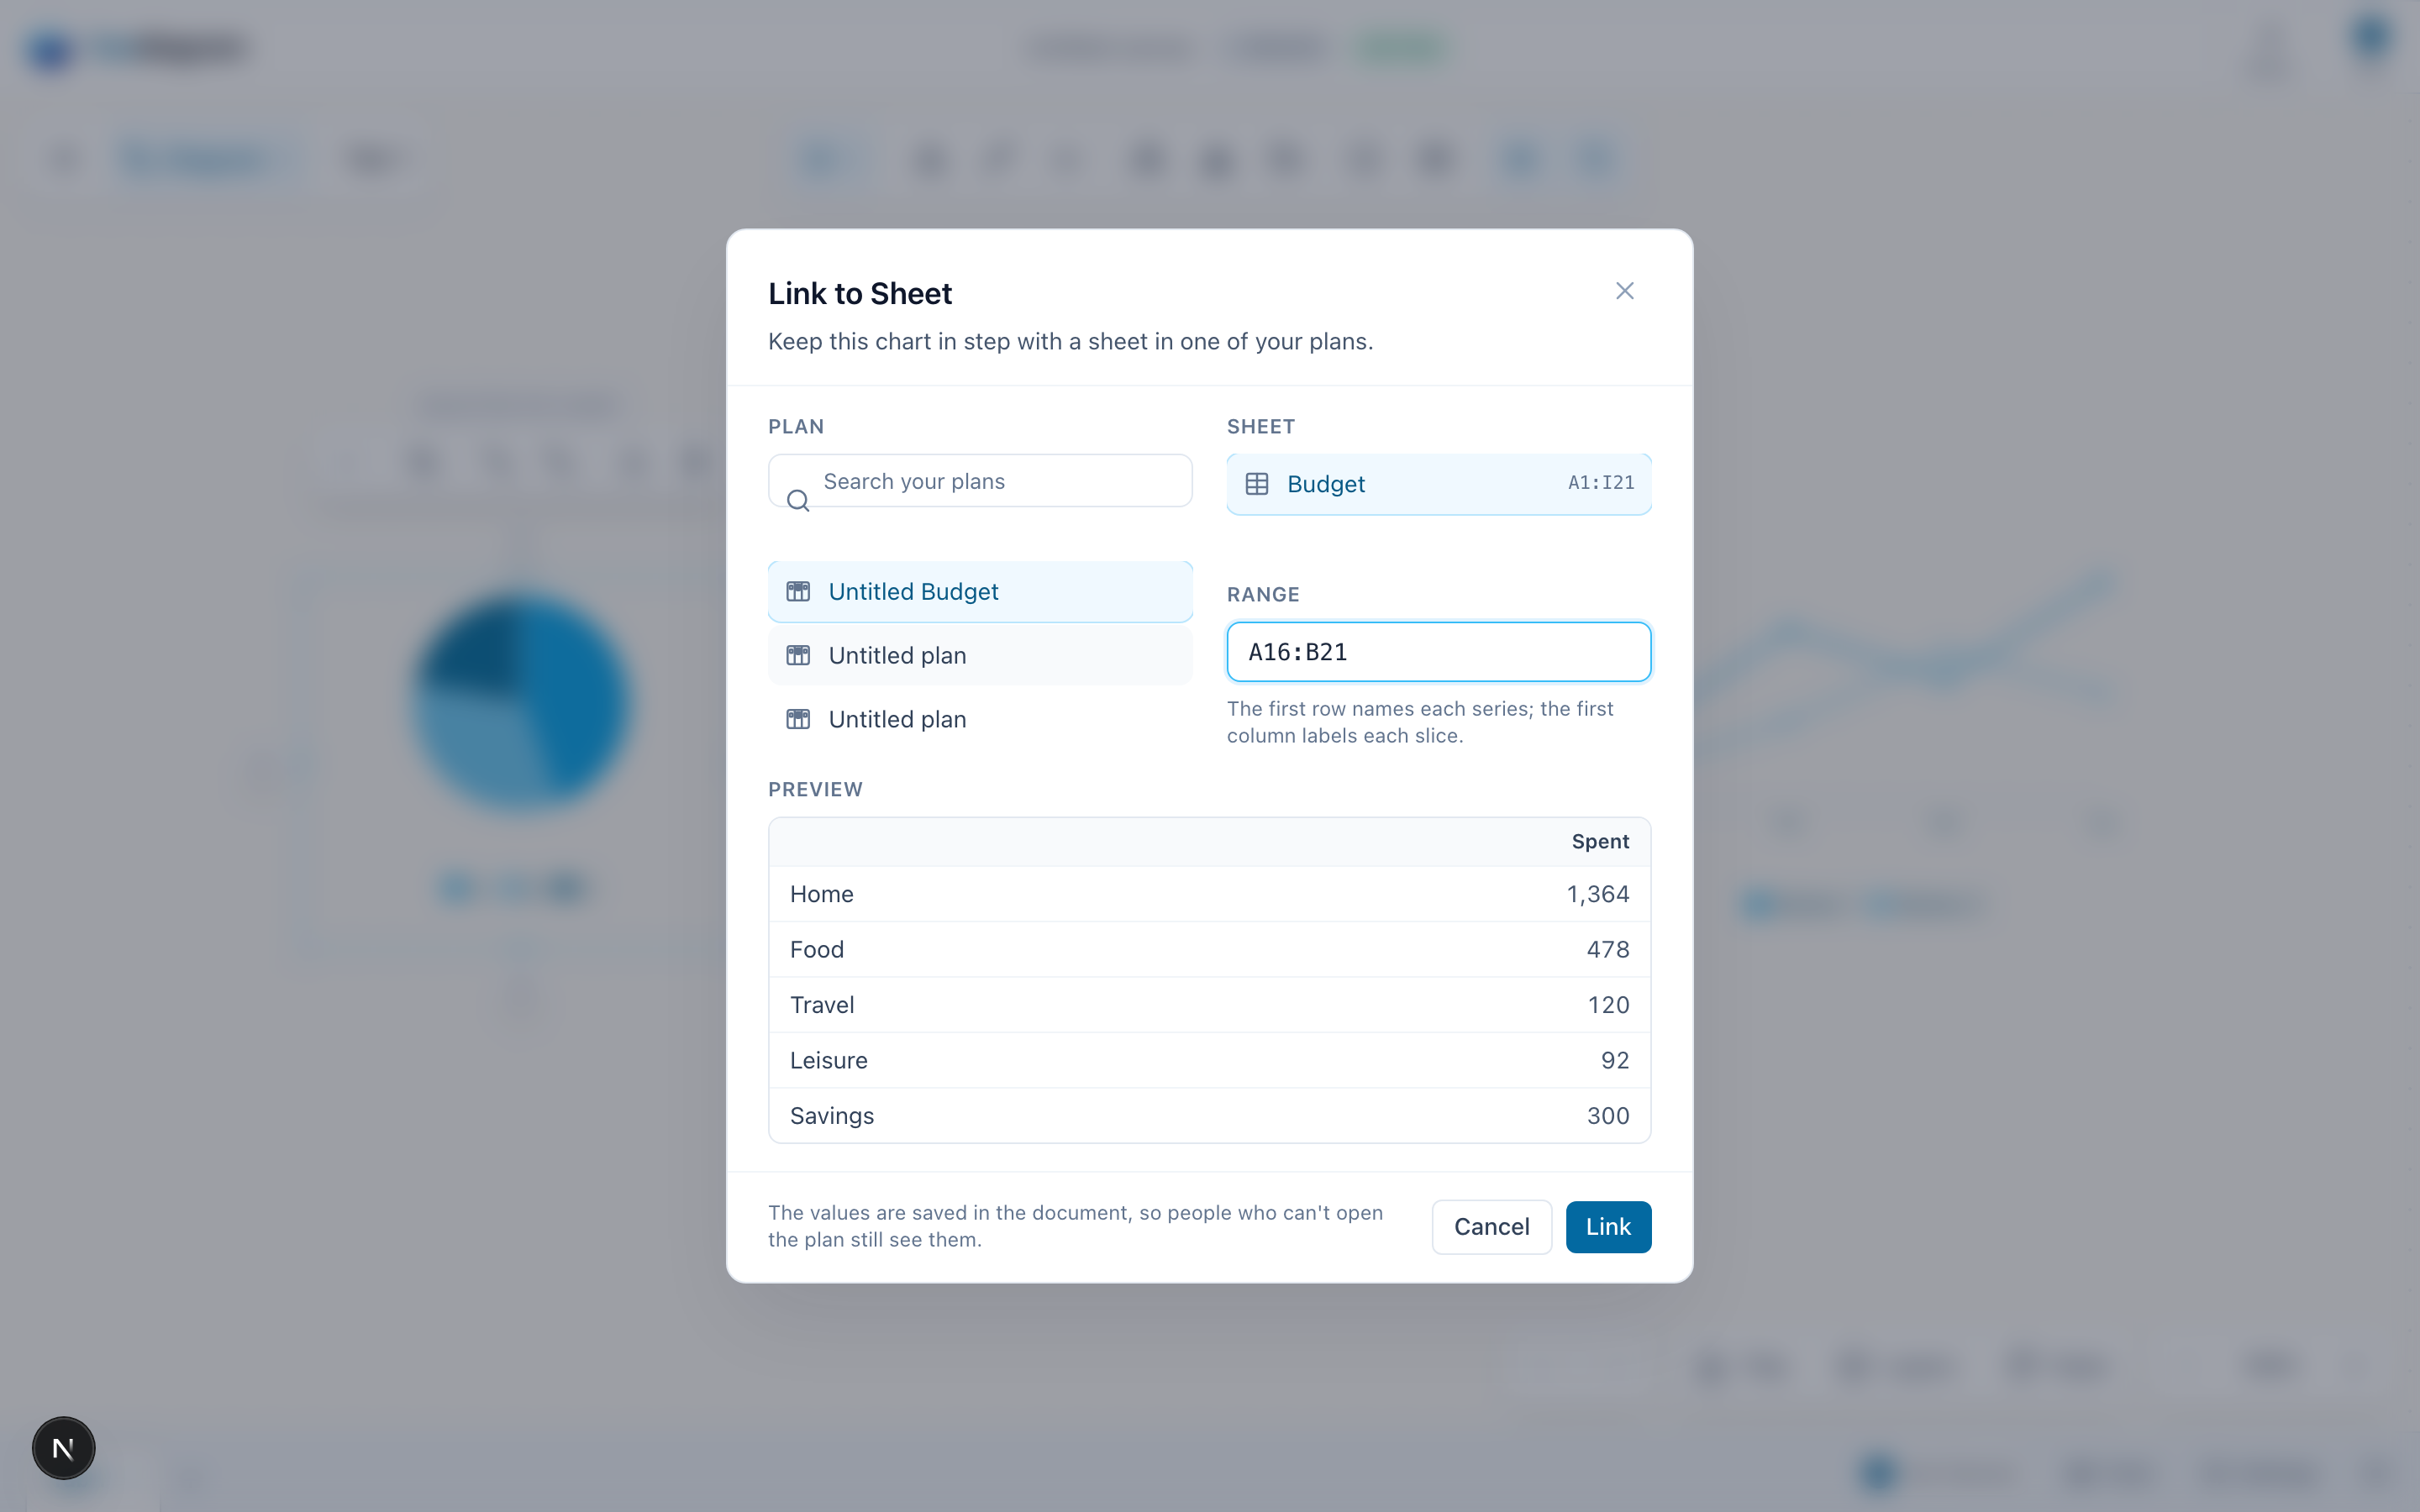 Link to Sheet
Keep this chart in step with a sheet in one of your plans.
PLAN
Search your plans
Untitled Budget
Untitled plan
Untitled plan
SHEET
Budget A1:I21
RANGE
A16:B21
The first row names each series; the first
column labels each slice.
PREVIEW
Spent
Home 1,364
Food 478
Travel 120
Leisure 92
Savings 300
The values are saved in the document, so people who can't open
the plan still see them.
Cancel
Link
N